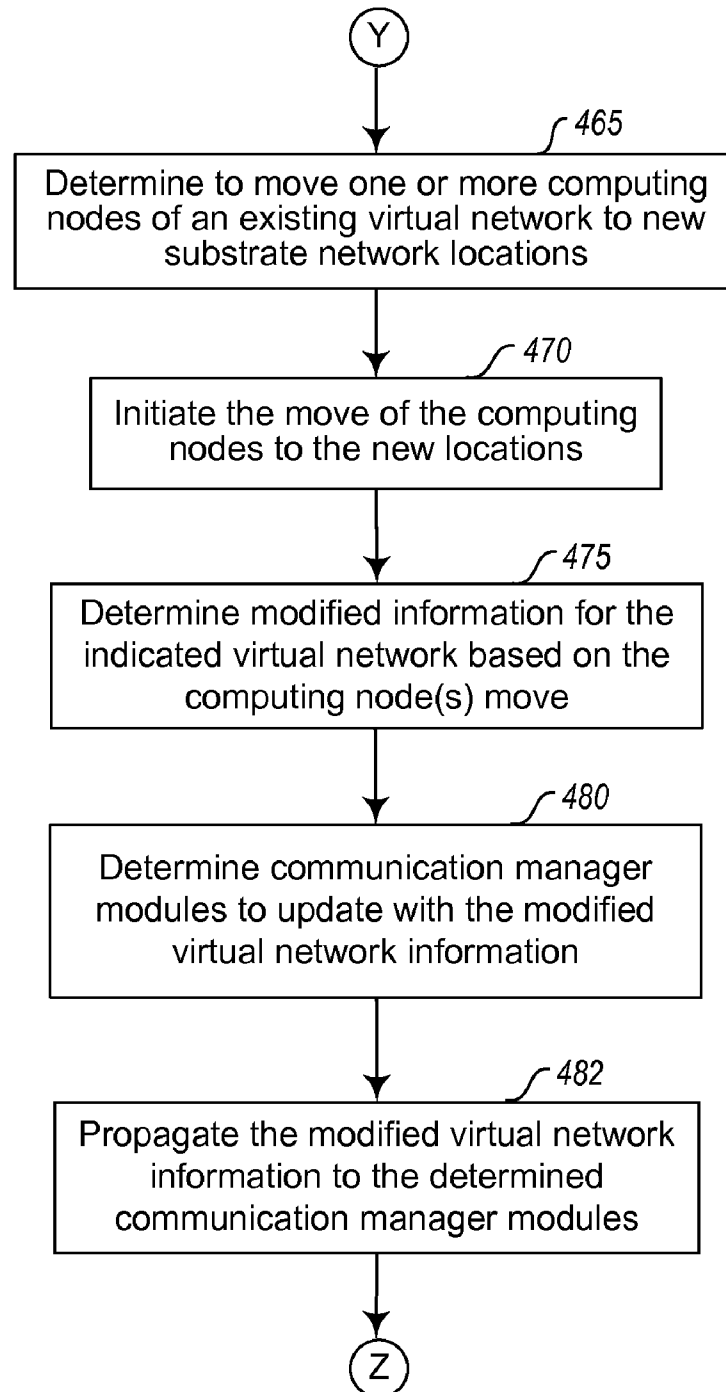 Y
465
Determine to move one or more computing
nodes of an existing virtual network to new
substrate network locations
470
Initiate the move of the computing
nodes to the new locations
475
Determine modified information for the
indicated virtual network based on the
computing node(s) move
480
Determine communication manager
modules to update with the modified
virtual network information
482
Propagate the modified virtual network
information to the determined
communication manager modules
Z